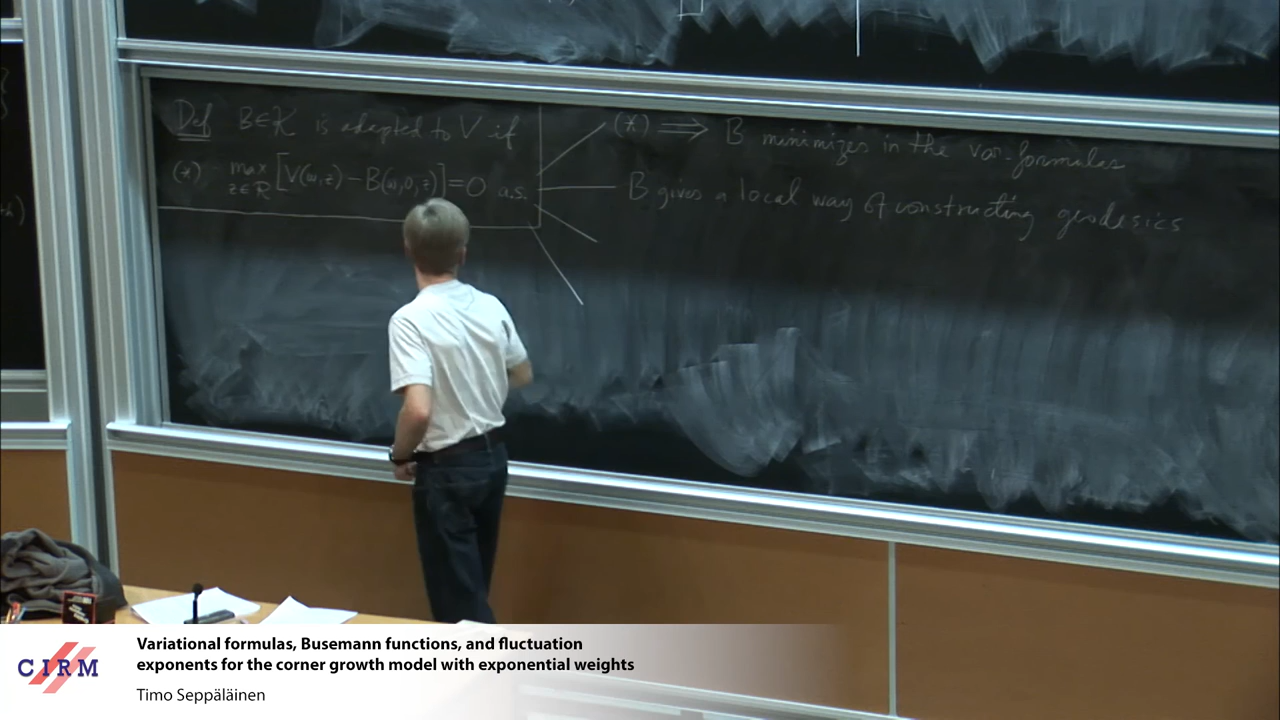 Def B∈K is adapted to V if
(*) max z∈R [V(ω,z) − B(ω,0,z)] = 0 a.s.
(*) ⟹ B minimizes in the var. formulas
B gives a local way of constructing geodesics
CIRM
Variational formulas, Busemann functions, and fluctuation
exponents for the corner growth model with exponential weights
Timo Seppäläinen